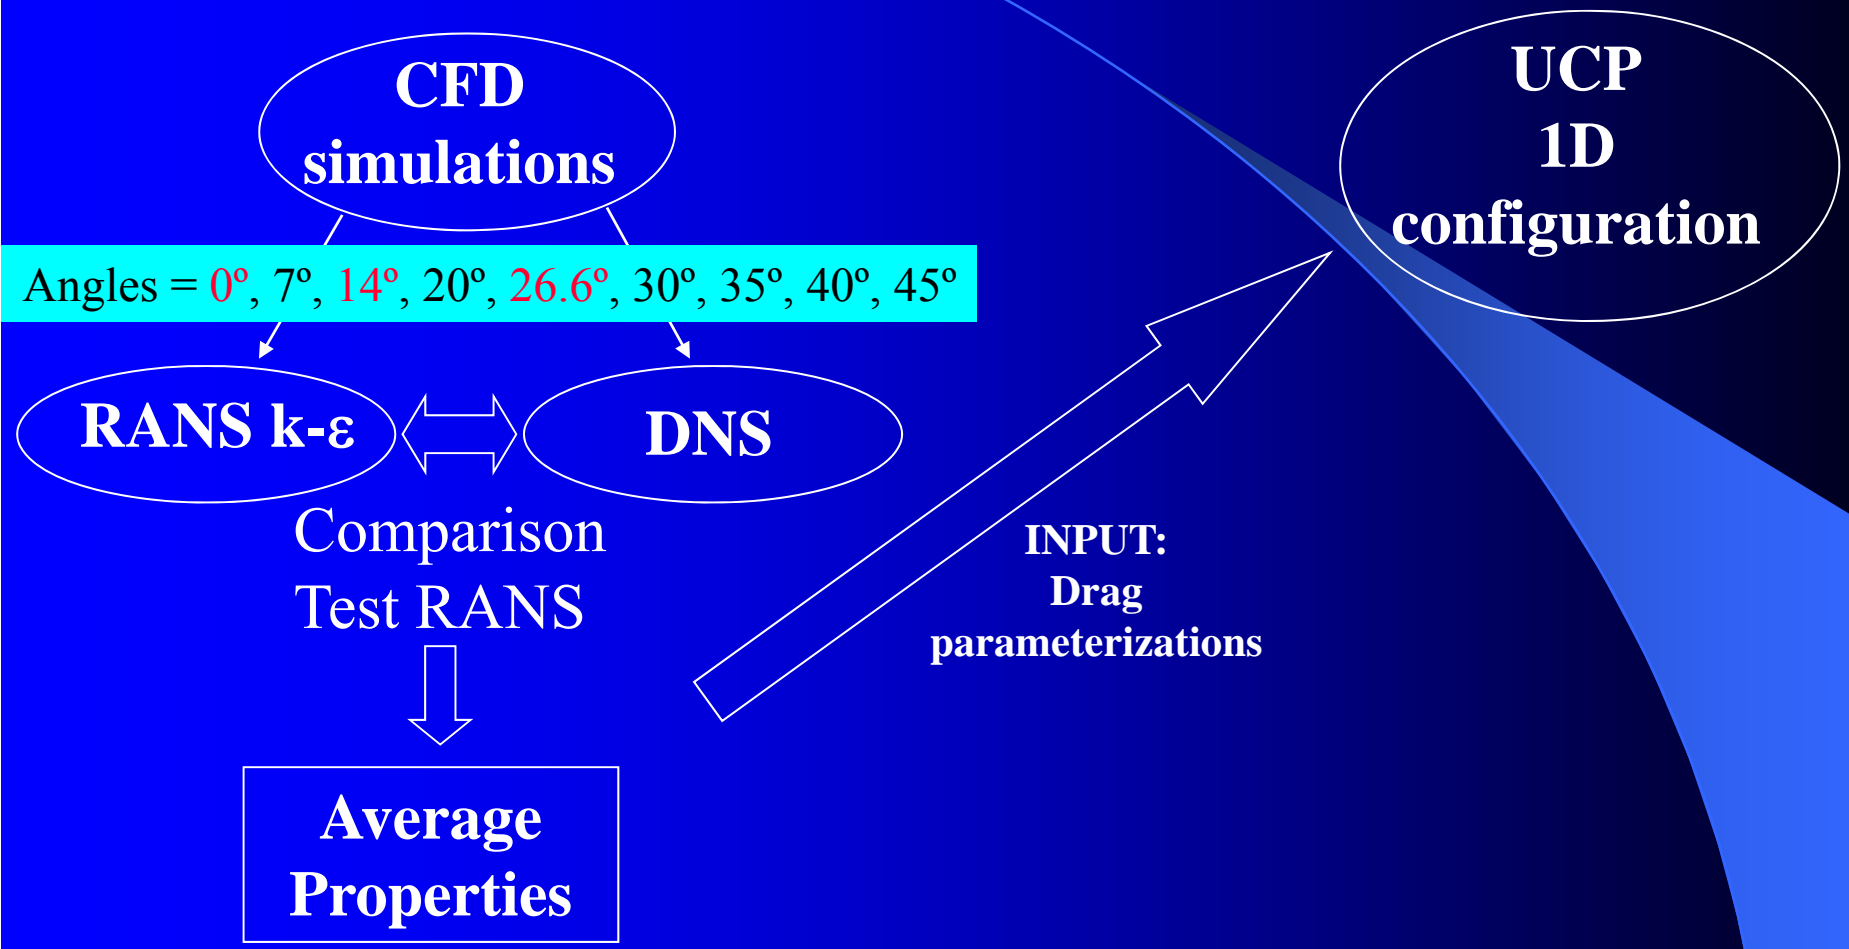 CFD
simulations
UCP
1D
configuration
Angles = 0º, 7º, 14º, 20º, 26.6º, 30º, 35º, 40º, 45º
RANS k-ε
DNS
Comparison
Test RANS
INPUT:
Drag
parameterizations
Average
Properties